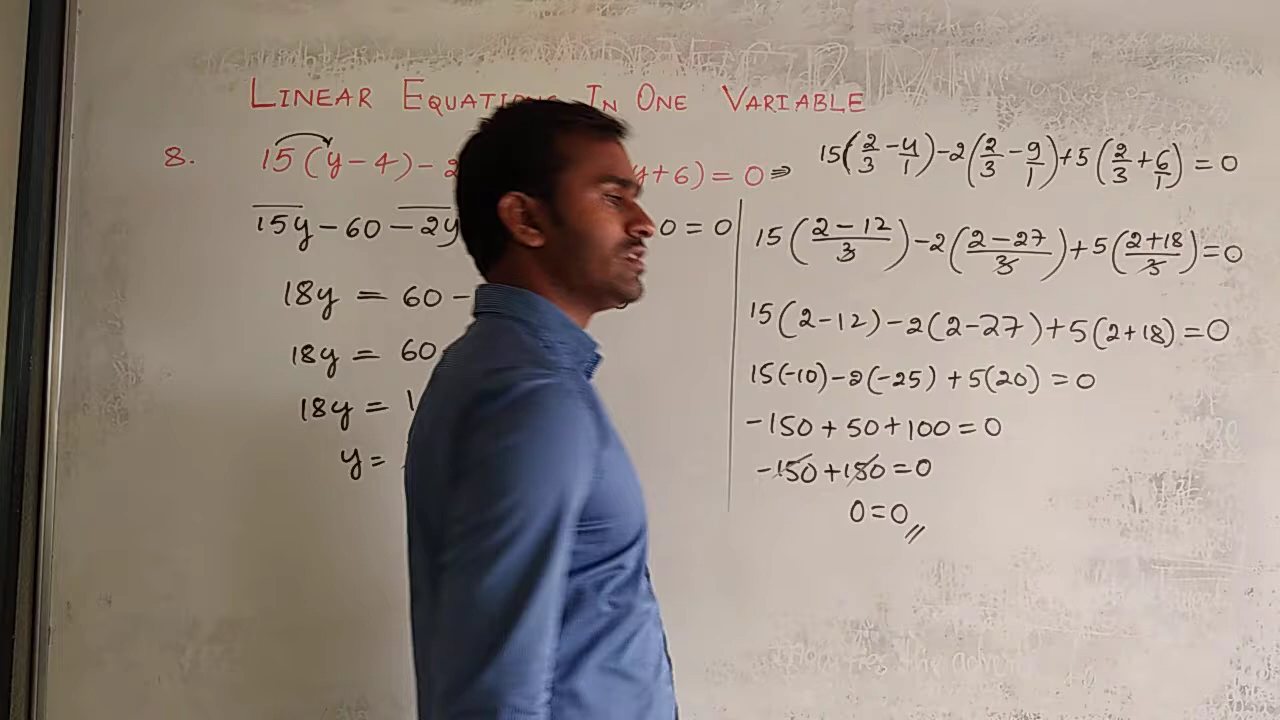 LINEAR EQUATIONS IN ONE VARIABLE
8. 15(y-4)-2 y+6)=0 ⇒ 15(2/3-4/1)-2(2/3-9/1)+5(2/3+6/1)=0
15y-60-2y 0=0
18y = 60-
18y = 60
18y = 1
y=
15((2-12)/3)-2((2-27)/3)+5((2+18)/3)=0
15(2-12)-2(2-27)+5(2+18)=0
15(-10)-2(-25)+5(20)=0
-150+50+100=0
-150+150=0
0=0